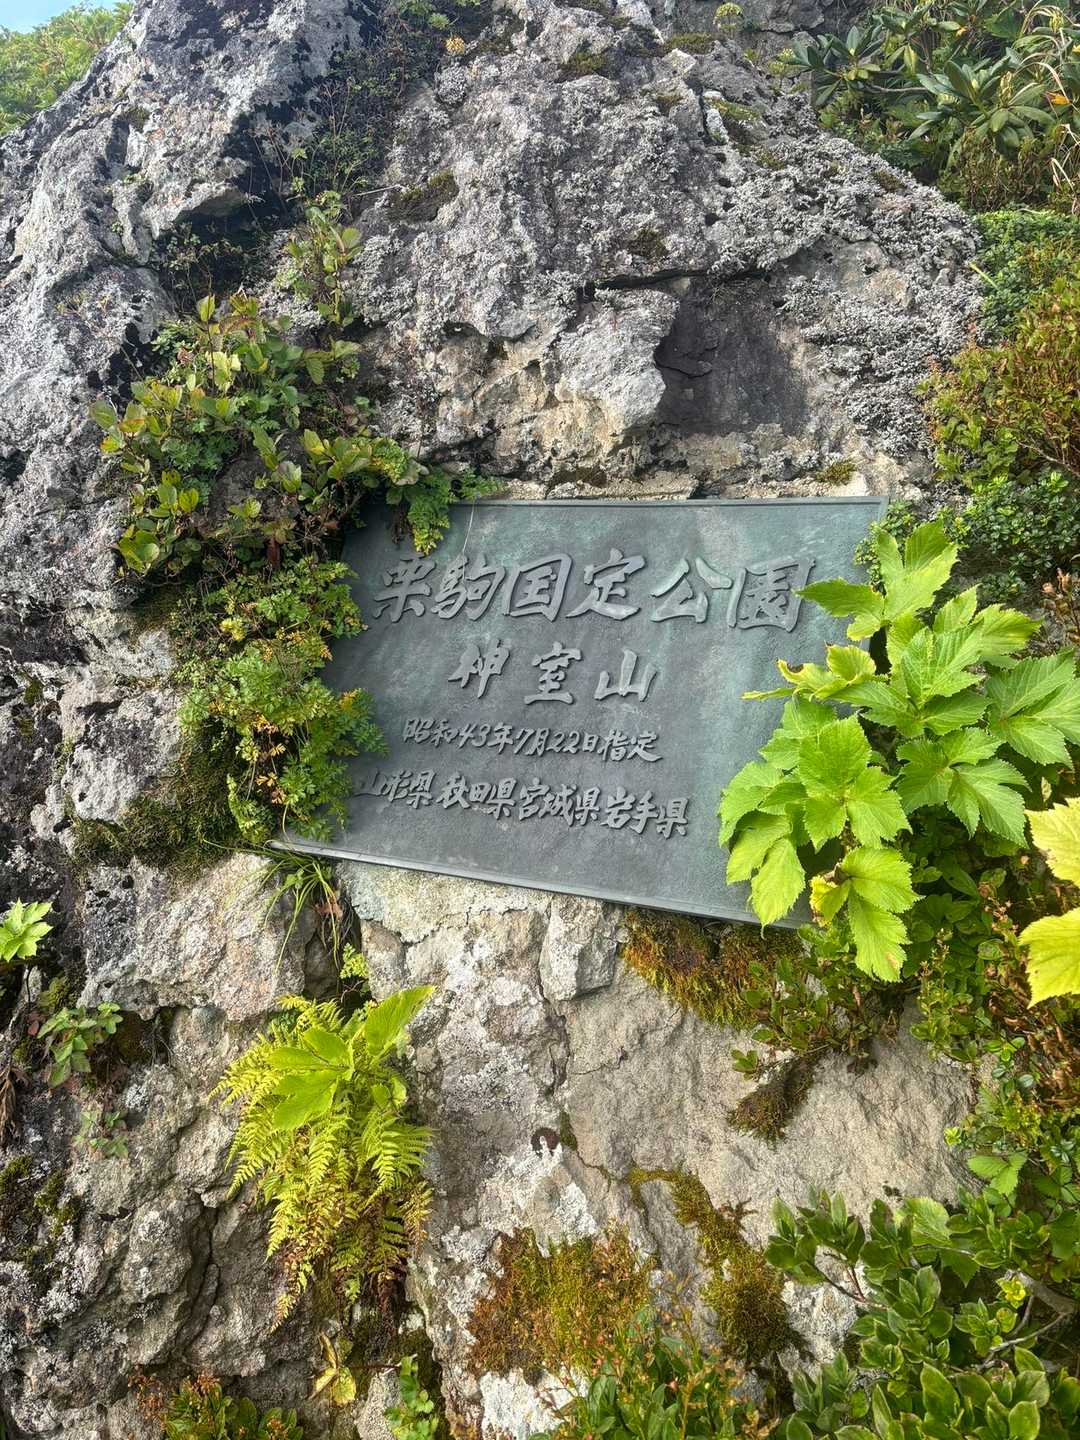 栗駒国定公園
神室山
昭和43年7月22日指定
山形県秋田県宮城県岩手県